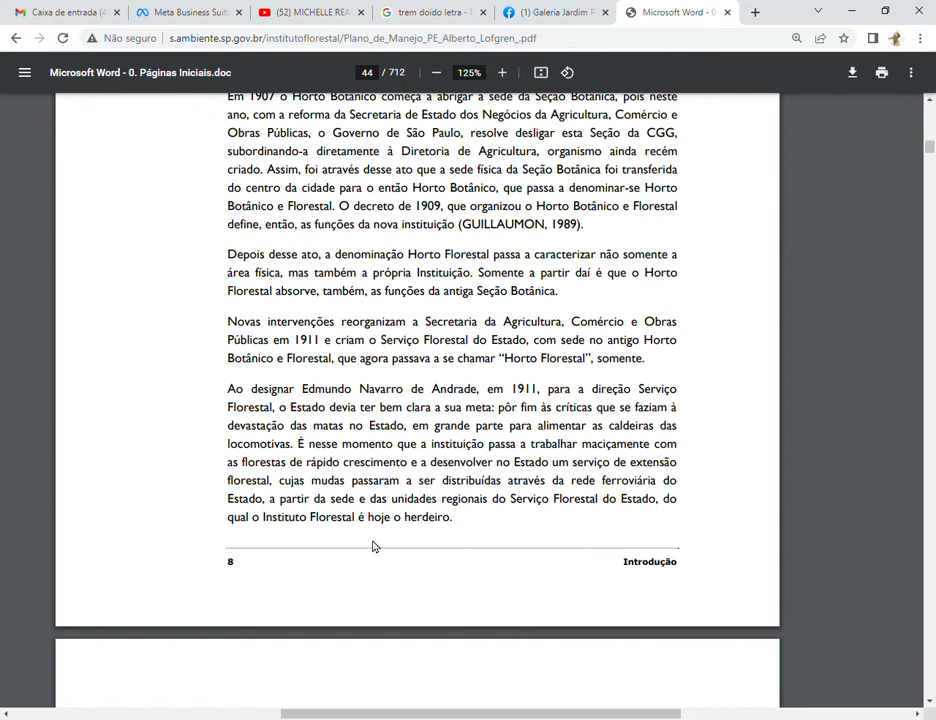 Caixa de entrada (4
Meta Business Suit
(52) MICHELLE REA
trem doido letra - P
(1) Galeria Jardim P
Microsoft Word - 0.
Não seguro
s.ambiente.sp.gov.br/institutoflorestal/Plano_de_Manejo_PE_Alberto_Lofgren_.pdf
Microsoft Word - 0. Páginas Iniciais.doc
44 / 712
125%
Em 1907 o Horto Botânico começa a abrigar a sede da Seção Botânica, pois neste
ano, com a reforma da Secretaria de Estado dos Negócios da Agricultura, Comércio e
Obras Públicas, o Governo de São Paulo, resolve desligar esta Seção da CGG,
subordinando-a diretamente à Diretoria de Agricultura, organismo ainda recém
criado. Assim, foi através desse ato que a sede física da Seção Botânica foi transferida
do centro da cidade para o então Horto Botânico, que passa a denominar-se Horto
Botânico e Florestal. O decreto de 1909, que organizou o Horto Botânico e Florestal
define, então, as funções da nova instituição (GUILLAUMON, 1989).
Depois desse ato, a denominação Horto Florestal passa a caracterizar não somente a
área física, mas também a própria Instituição. Somente a partir daí é que o Horto
Florestal absorve, também, as funções da antiga Seção Botânica.
Novas intervenções reorganizam a Secretaria da Agricultura, Comércio e Obras
Públicas em 1911 e criam o Serviço Florestal do Estado, com sede no antigo Horto
Botânico e Florestal, que agora passava a se chamar “Horto Florestal”, somente.
Ao designar Edmundo Navarro de Andrade, em 1911, para a direção Serviço
Florestal, o Estado devia ter bem clara a sua meta: pôr fim às críticas que se faziam à
devastação das matas no Estado, em grande parte para alimentar as caldeiras das
locomotivas. É nesse momento que a instituição passa a trabalhar maciçamente com
as florestas de rápido crescimento e a desenvolver no Estado um serviço de extensão
florestal, cujas mudas passaram a ser distribuídas através da rede ferroviária do
Estado, a partir da sede e das unidades regionais do Serviço Florestal do Estado, do
qual o Instituto Florestal é hoje o herdeiro.
8
Introdução